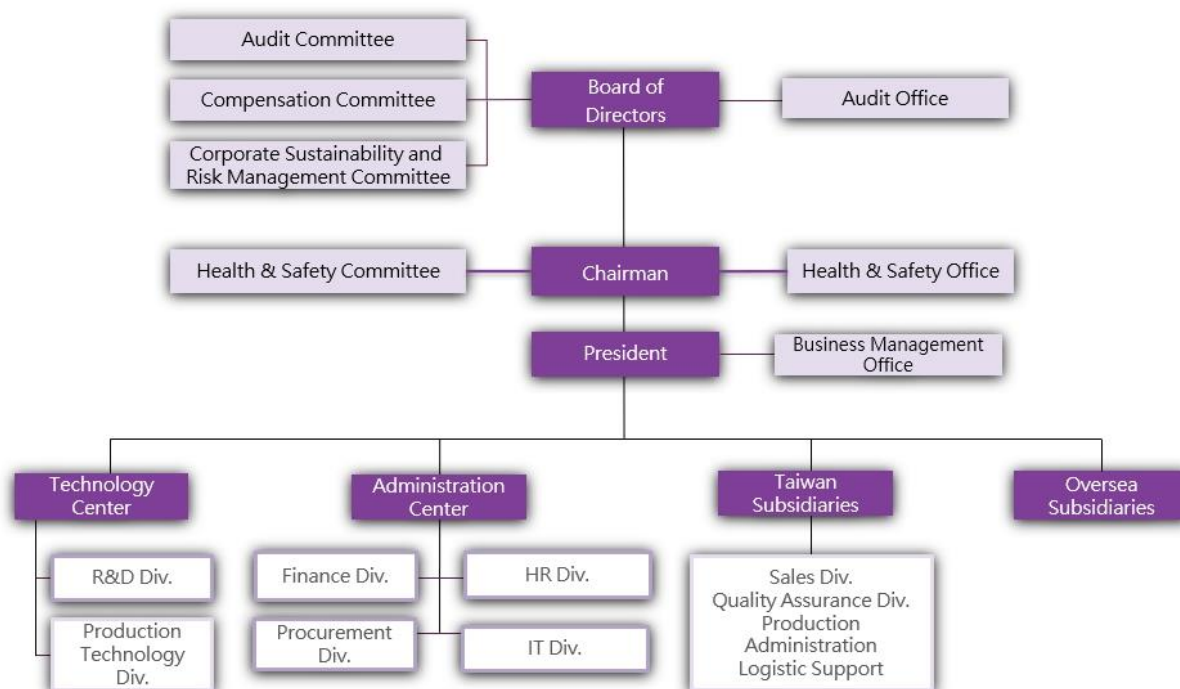 Audit Committee
Board of
Directors
Audit Office
Compensation Committee
Corporate Sustainability and
Risk Management Committee
Health & Safety Committee
Chairman
Health & Safety Office
President
Business Management
Office
Technology
Center
Administration
Center
Taiwan
Subsidiaries
Oversea
Subsidiaries
R&D Div.
Production
Technology
Div.
Finance Div.
HR Div.
Procurement
Div.
IT Div.
Sales Div.
Quality Assurance Div.
Production
Administration
Logistic Support